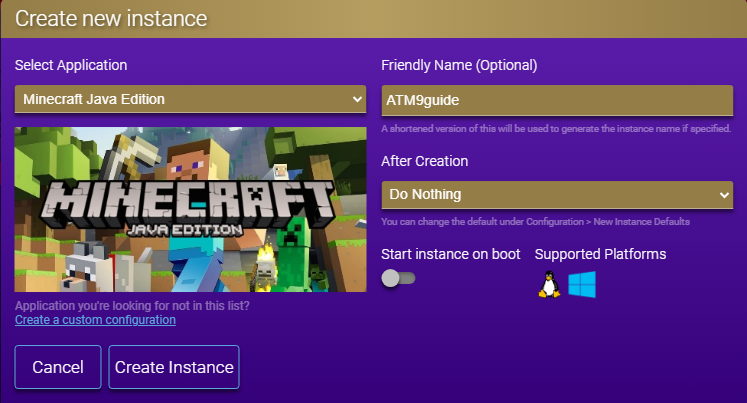 Create new instance
Select Application
Minecraft Java Edition
MINECRAFT
JAVA EDITION
Application you're looking for not in this list?
Create a custom configuration
Friendly Name (Optional)
ATM9guide
A shortened version of this will be used to generate the instance name if specified.
After Creation
Do Nothing
You can change the default under Configuration > New Instance Defaults
Start instance on boot
Supported Platforms
Cancel
Create Instance